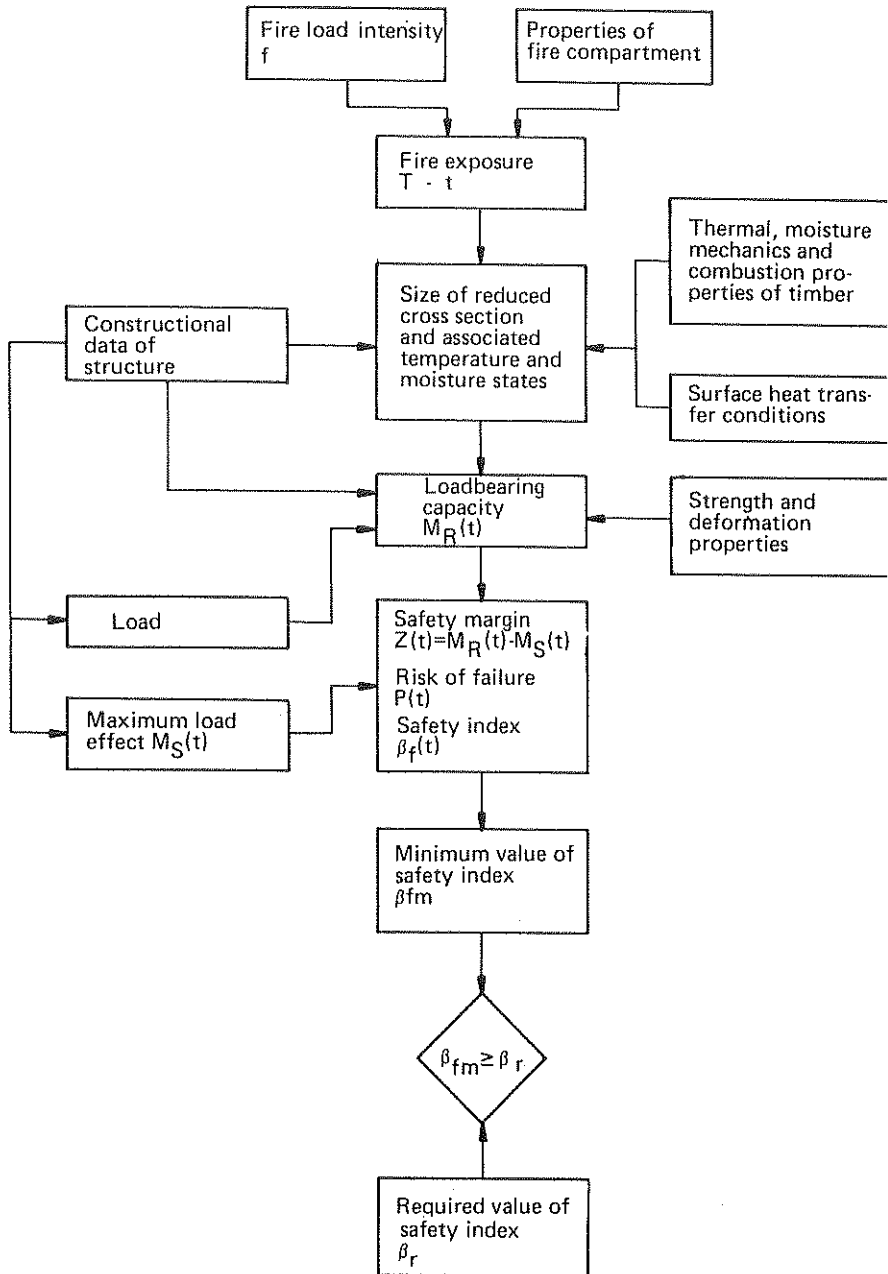 Fire load intensity
f
Properties of
fire compartment
Fire exposure
T - t
Thermal, moisture
mechanics and
combustion pro-
perties of timber
Size of reduced
cross section
and associated
temperature and
moisture states
Constructional
data of
structure
Surface heat trans-
fer conditions
Loadbearing
capacity
M_R(t)
Strength and
deformation
properties
Load
Safety margin
Z(t)=M_R(t)-M_S(t)
Risk of failure
P(t)
Safety index
β_f(t)
Maximum load
effect M_S(t)
Minimum value of
safety index
βfm
β_fm ≥ β_r
Required value of
safety index
β_r